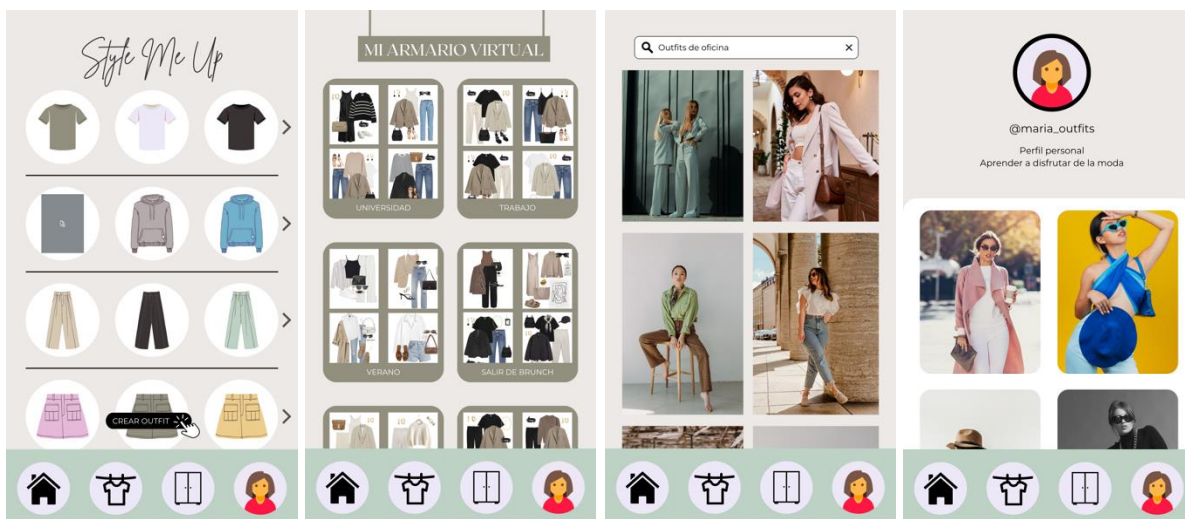 Style Me Up
CREAR OUTFIT
MI ARMARIO VIRTUAL
UNIVERSIDAD
TRABAJO
VERANO
SALIR DE BRUNCH
Outfits de oficina
@maria_outfits
Perfil personal
Aprender a disfrutar de la moda